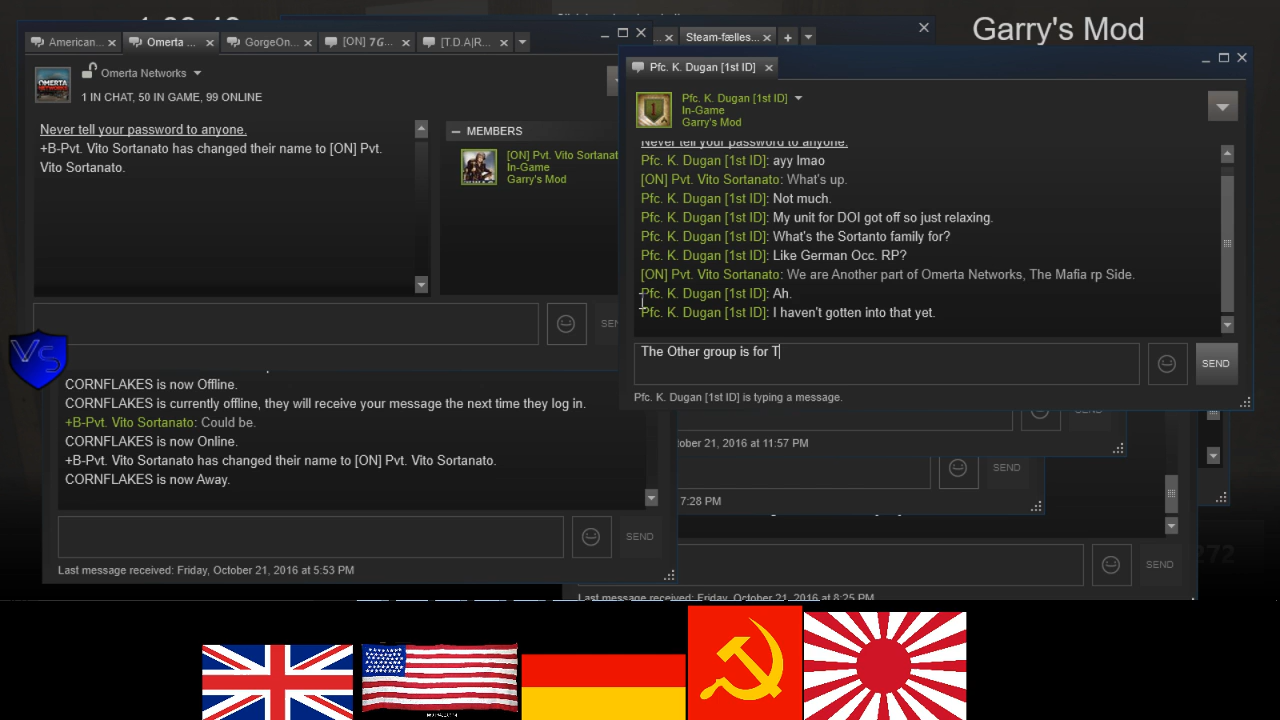 Garry's Mod
American...
Omerta ...
GorgeOn...
[ON] 7G...
[T.D A|R...
Steam-fælles...
Omerta Networks
1 IN CHAT, 50 IN GAME, 99 ONLINE
Never tell your password to anyone.
+B-Pvt. Vito Sortanato has changed their name to [ON] Pvt.
Vito Sortanato.
MEMBERS
[ON] Pvt. Vito Sortanat
In-Game
Garry's Mod
Pfc. K. Dugan [1st ID]
Pfc. K. Dugan [1st ID]
In-Game
Garry's Mod
Never tell your password to anyone.
Pfc. K. Dugan [1st ID]: ayy lmao
[ON] Pvt. Vito Sortanato: What's up.
Pfc. K. Dugan [1st ID]: Not much.
Pfc. K. Dugan [1st ID]: My unit for DOI got off so just relaxing.
Pfc. K. Dugan [1st ID]: What's the Sortanto family for?
Pfc. K. Dugan [1st ID]: Like German Occ. RP?
[ON] Pvt. Vito Sortanato: We are Another part of Omerta Networks, The Mafia rp Side.
Pfc. K. Dugan [1st ID]: Ah.
Pfc. K. Dugan [1st ID]: I haven't gotten into that yet.
The Other group is for T
SEND
Pfc. K. Dugan [1st ID] is typing a message.
SEN
VS
CORNFLAKES is now Offline.
CORNFLAKES is currently offline, they will receive your message the next time they log in.
+B-Pvt. Vito Sortanato: Could be.
CORNFLAKES is now Online.
+B-Pvt. Vito Sortanato has changed their name to [ON] Pvt. Vito Sortanato.
CORNFLAKES is now Away.
SEND
Last message received: Friday, October 21, 2016 at 5:53 PM
tober 21, 2016 at 11:57 PM
SEND
7:28 PM
SEND
Last message received: Friday, October 21, 2016 at 8:25 PM
272